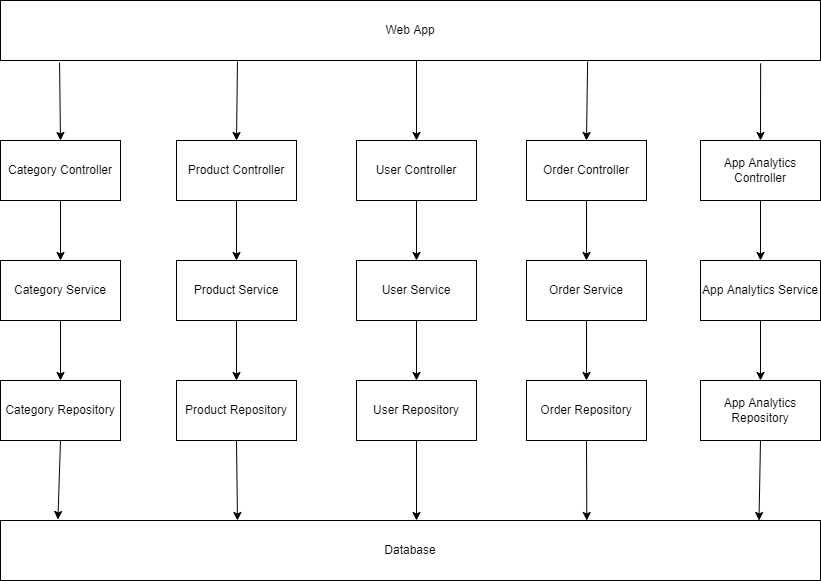 Web App
Category Controller
Product Controller
User Controller
Order Controller
App Analytics
Controller
Category Service
Product Service
User Service
Order Service
App Analytics Service
Category Repository
Product Repository
User Repository
Order Repository
App Analytics
Repository
Database